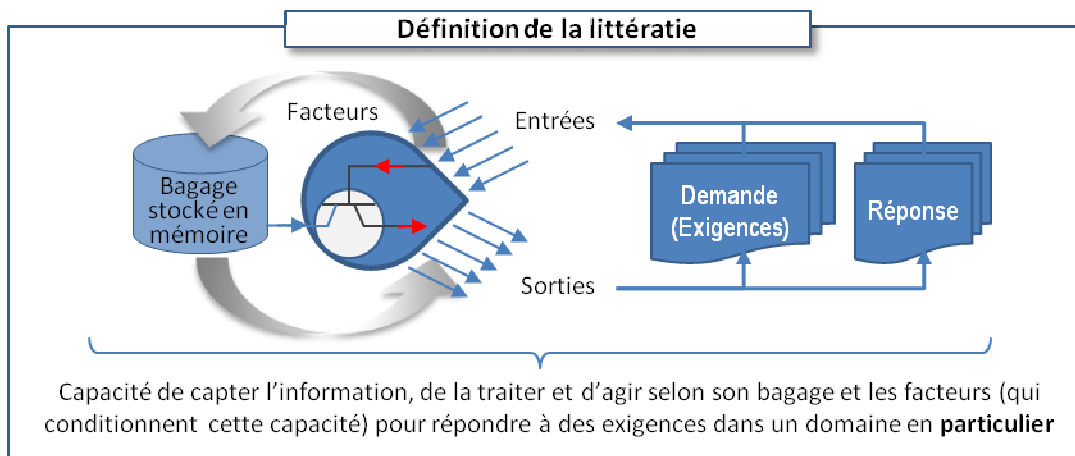 Définition de la littératie
Facteurs
Entrées
Bagage
stocké en
mémoire
Demande
(Exigences)
Réponse
Sorties
Capacité de capter l’information, de la traiter et d’agir selon son bagage et les facteurs (qui
conditionnent cette capacité) pour répondre à des exigences dans un domaine en particulier